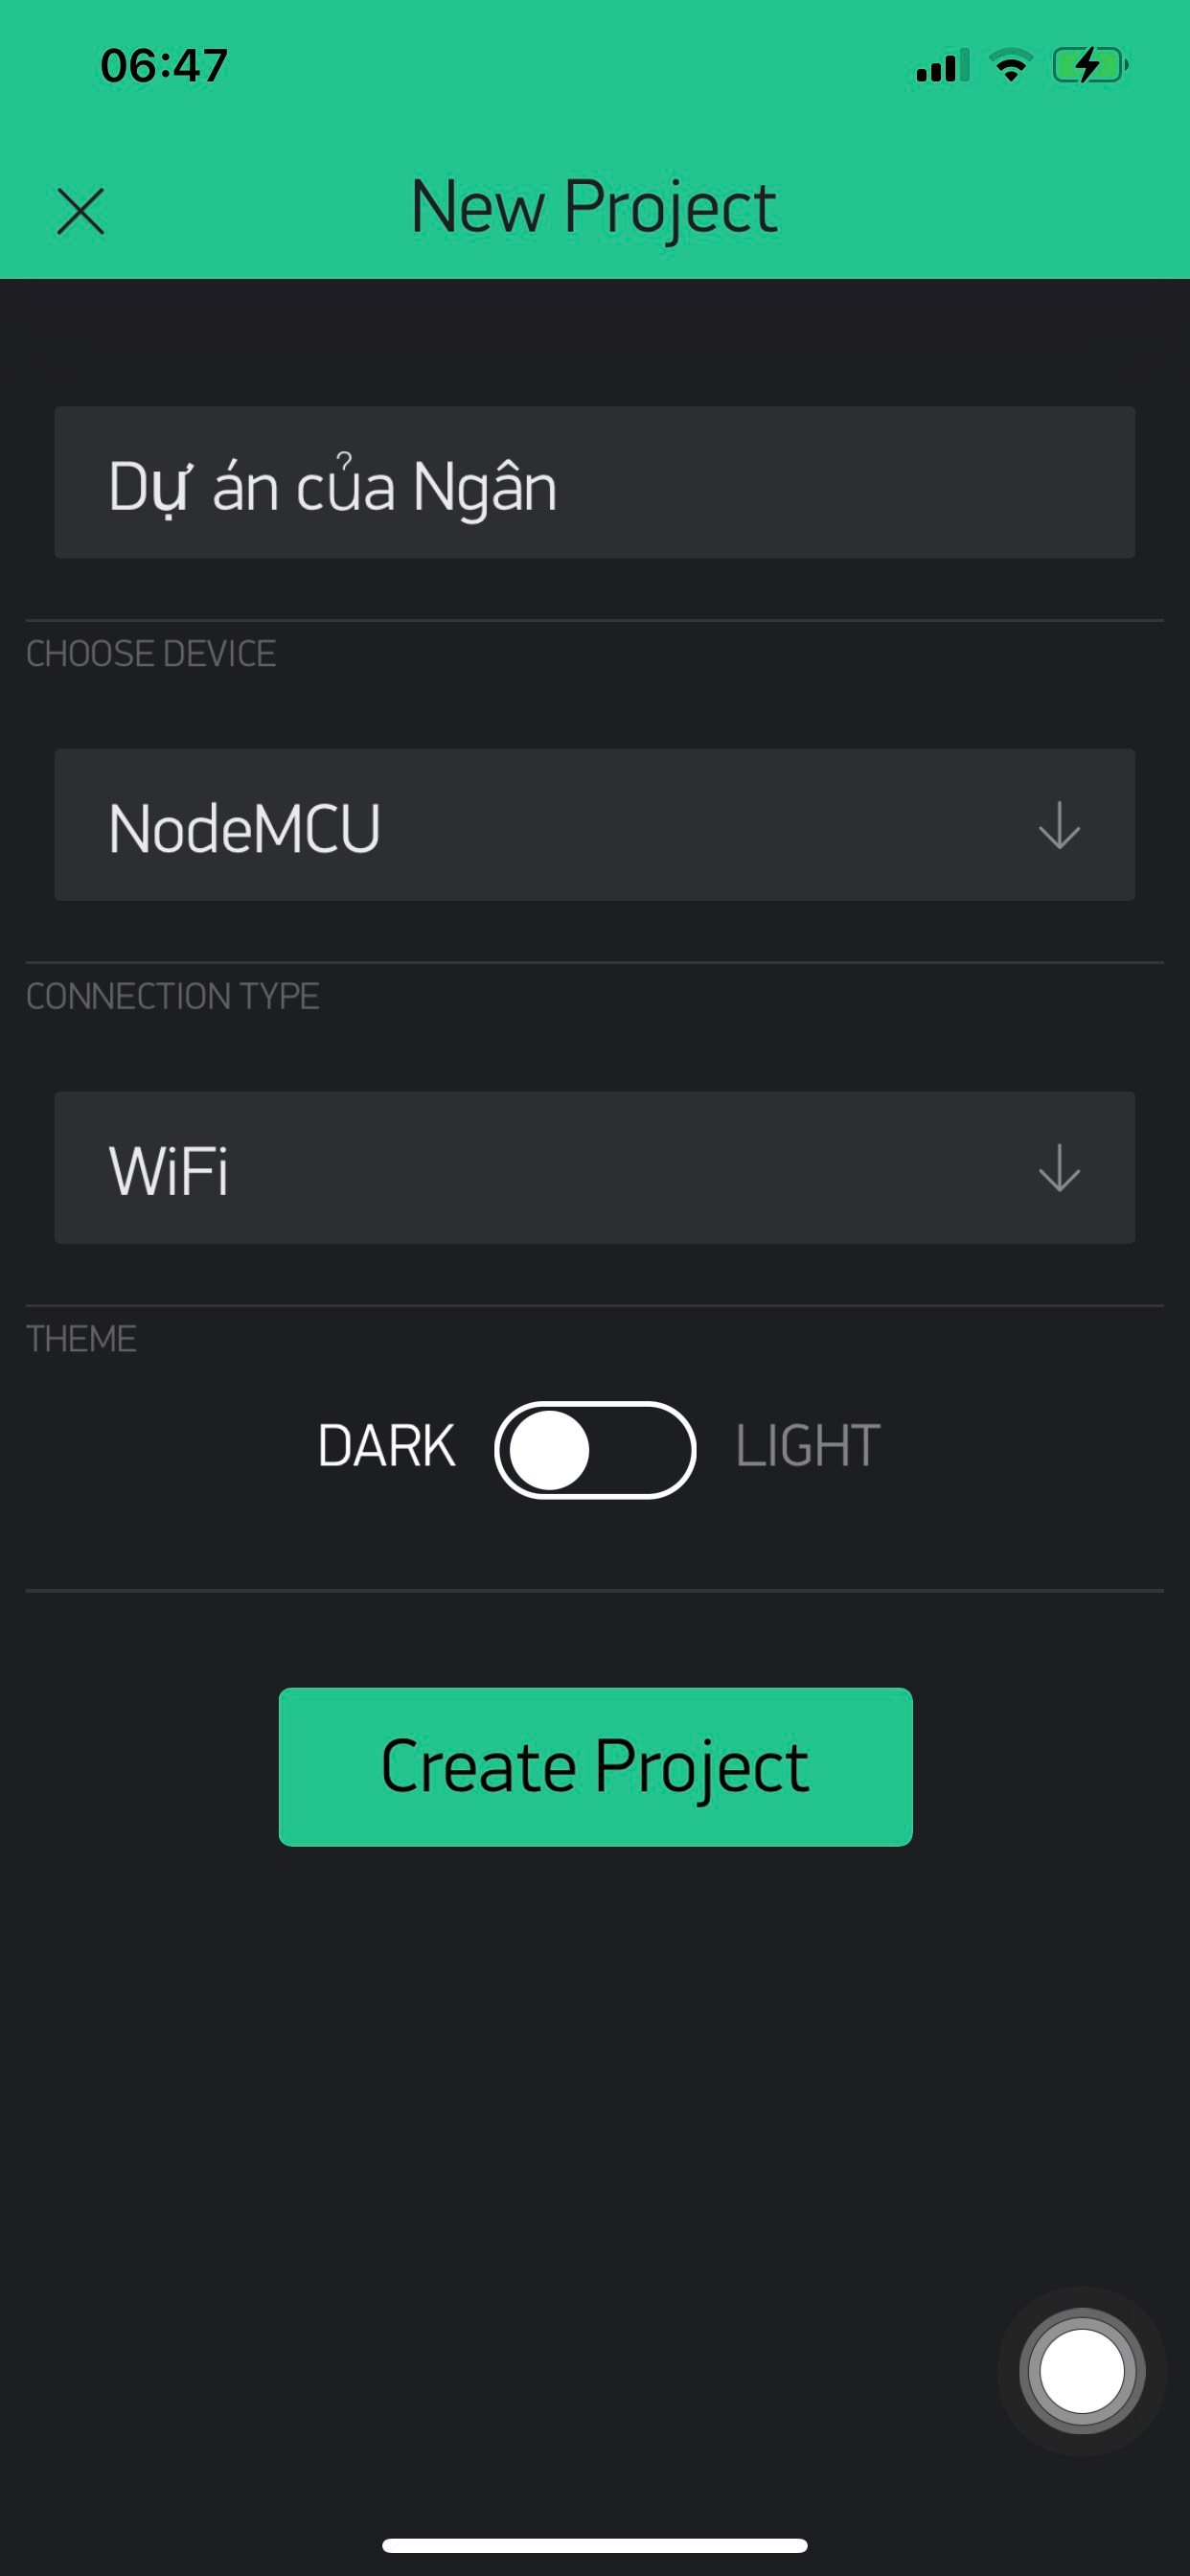 06:47
New Project
Dự án của Ngân
CHOOSE DEVICE
NodeMCU
CONNECTION TYPE
WiFi
THEME
DARK LIGHT
Create Project